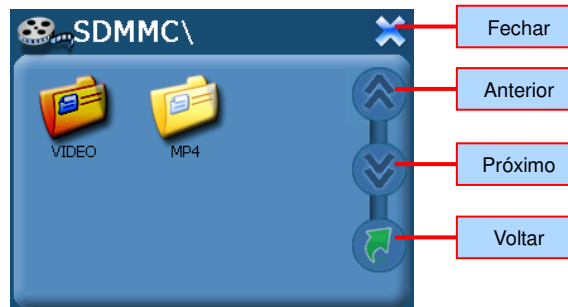 SDMMC\
Fechar
Anterior
VIDEO MP4
Próximo
Voltar